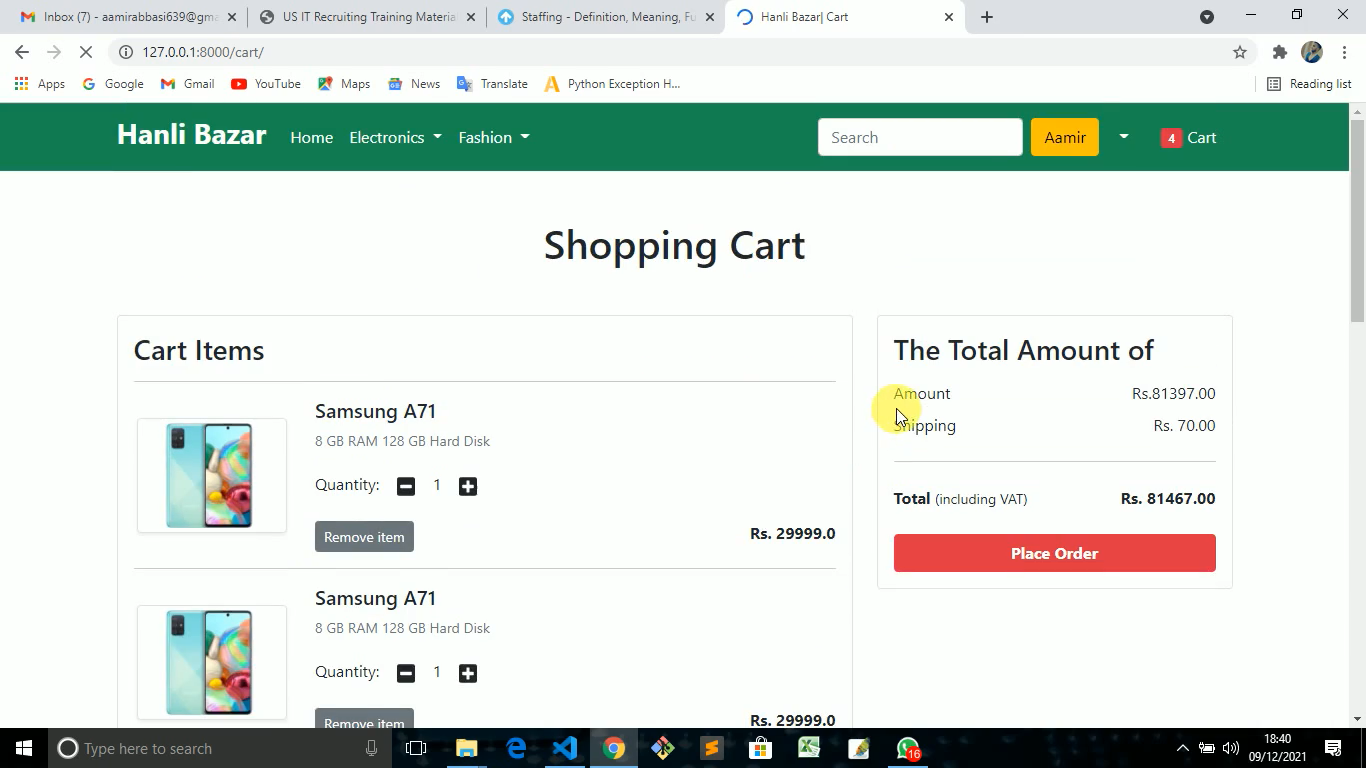 Inbox (7) - aamirabbasi639@gma
US IT Recruiting Training Materia
Staffing - Definition, Meaning, Fu
Hanli Bazar| Cart
127.0.0.1:8000/cart/
Apps
Google
Gmail
YouTube
Maps
News
Translate
Python Exception H...
Reading list
Hanli Bazar
Home
Electronics
Fashion
Search
Aamir
4 Cart
Shopping Cart
Cart Items
Samsung A71
8 GB RAM 128 GB Hard Disk
Quantity: 1
Remove item
Rs. 29999.0
Samsung A71
8 GB RAM 128 GB Hard Disk
Quantity: 1
Remove item
Rs. 29999.0
The Total Amount of
Amount Rs.81397.00
Shipping Rs. 70.00
Total (including VAT) Rs. 81467.00
Place Order
Type here to search
16
18:40
09/12/2021